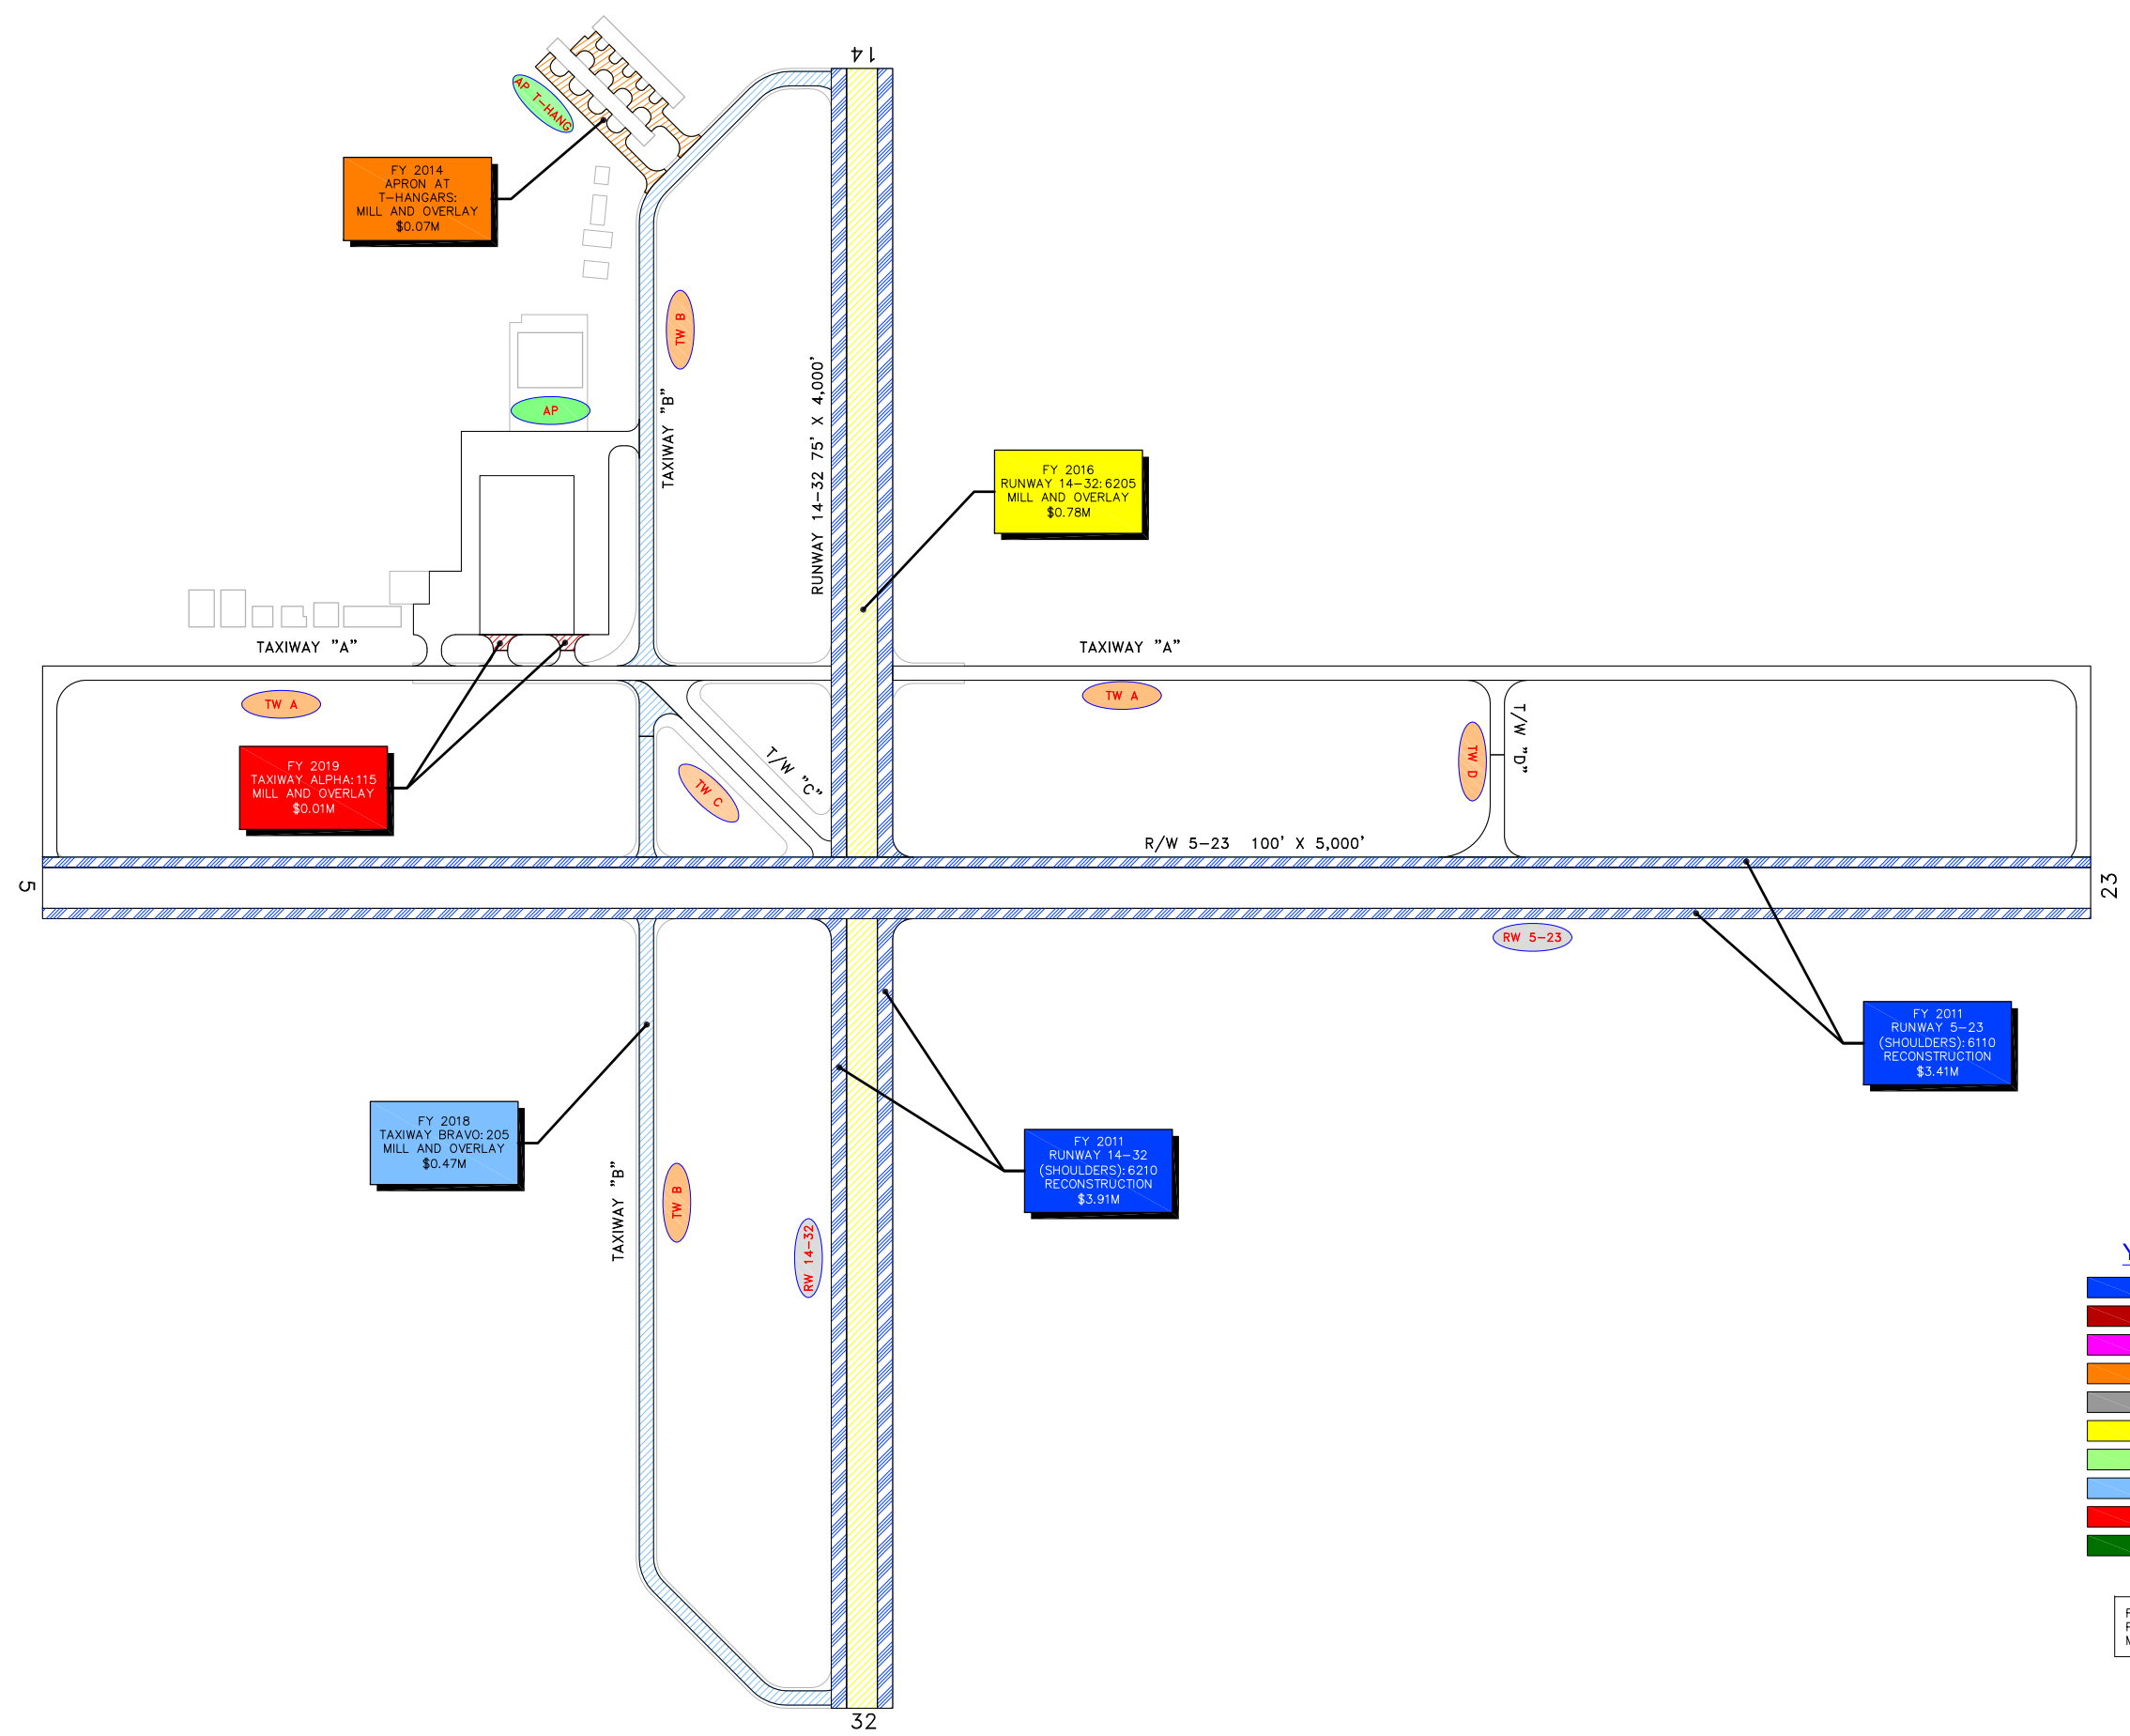 14
AP T-HANG
FY 2014
APRON AT
T-HANGARS:
MILL AND OVERLAY
$0.07M
TW B
RUNWAY 14-32 75' X 4,000'
TAXIWAY "B"
AP
FY 2016
RUNWAY 14-32:6205
MILL AND OVERLAY
$0.78M
TAXIWAY "A"
TAXIWAY "A"
TW A
TW A
T/W "D"
TW D
T/W "C"
TW C
FY 2019
TAXIWAY ALPHA:115
MILL AND OVERLAY
$0.01M
R/W 5-23 100' X 5,000'
5
23
RW 5-23
FY 2011
RUNWAY 5-23
(SHOULDERS):6110
RECONSTRUCTION
$3.41M
FY 2018
TAXIWAY BRAVO:205
MILL AND OVERLAY
$0.47M
FY 2011
RUNWAY 14-32
(SHOULDERS):6210
RECONSTRUCTION
$3.91M
TAXIWAY "B"
TW B
RW 14-32
32